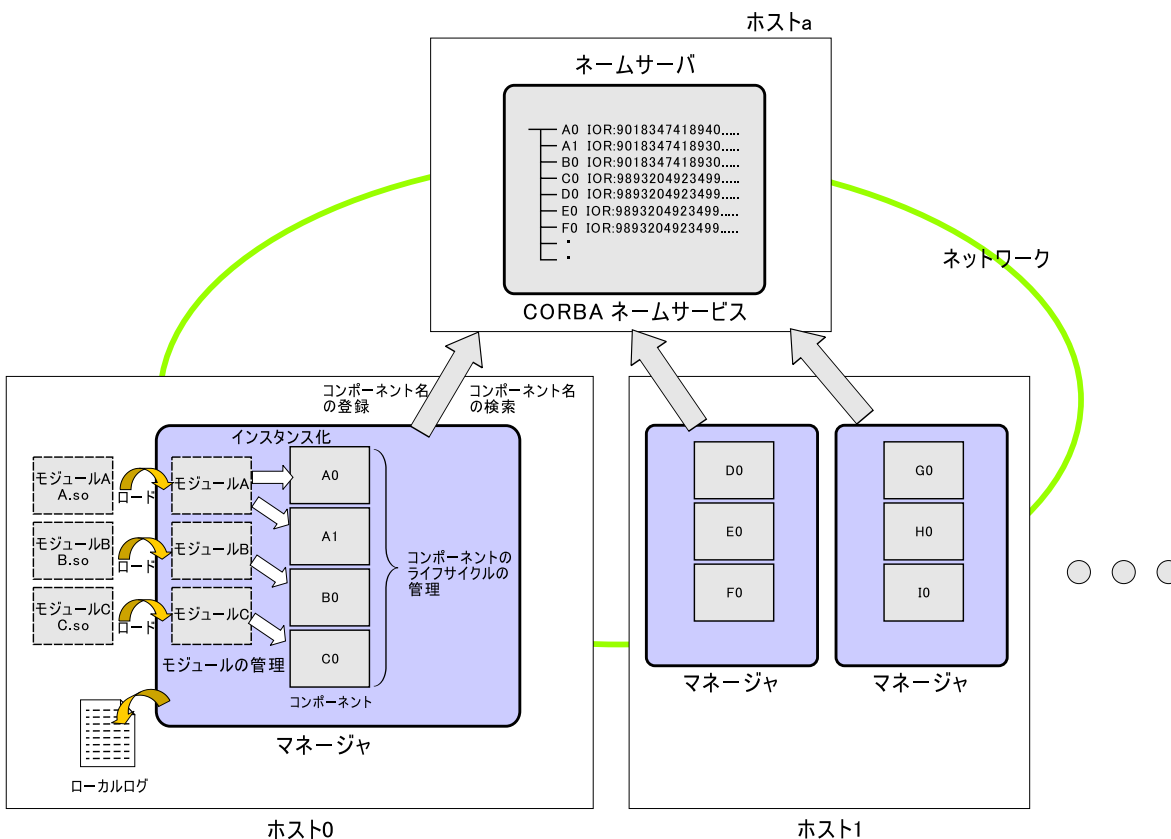 ホストa
ネームサーバ
A0 IOR:9018347418940.....
A1 IOR:9018347418930.....
B0 IOR:9018347418930.....
C0 IOR:9893204923499.....
D0 IOR:9893204923499.....
E0 IOR:9893204923499.....
F0 IOR:9893204923499.....
CORBA ネームサービス
ネットワーク
コンポーネント名
の登録
コンポーネント名
の検索
インスタンス化
モジュールA
A.so
ロード
モジュールA
モジュールB
B.so
ロード
モジュールB
モジュールC
C.so
ロード
モジュールC
A0
A1
B0
C0
コンポーネントの
ライフサイクルの
管理
モジュールの管理
コンポーネント
マネージャ
ローカルログ
ホスト0
D0
E0
F0
マネージャ
G0
H0
I0
マネージャ
ホスト1